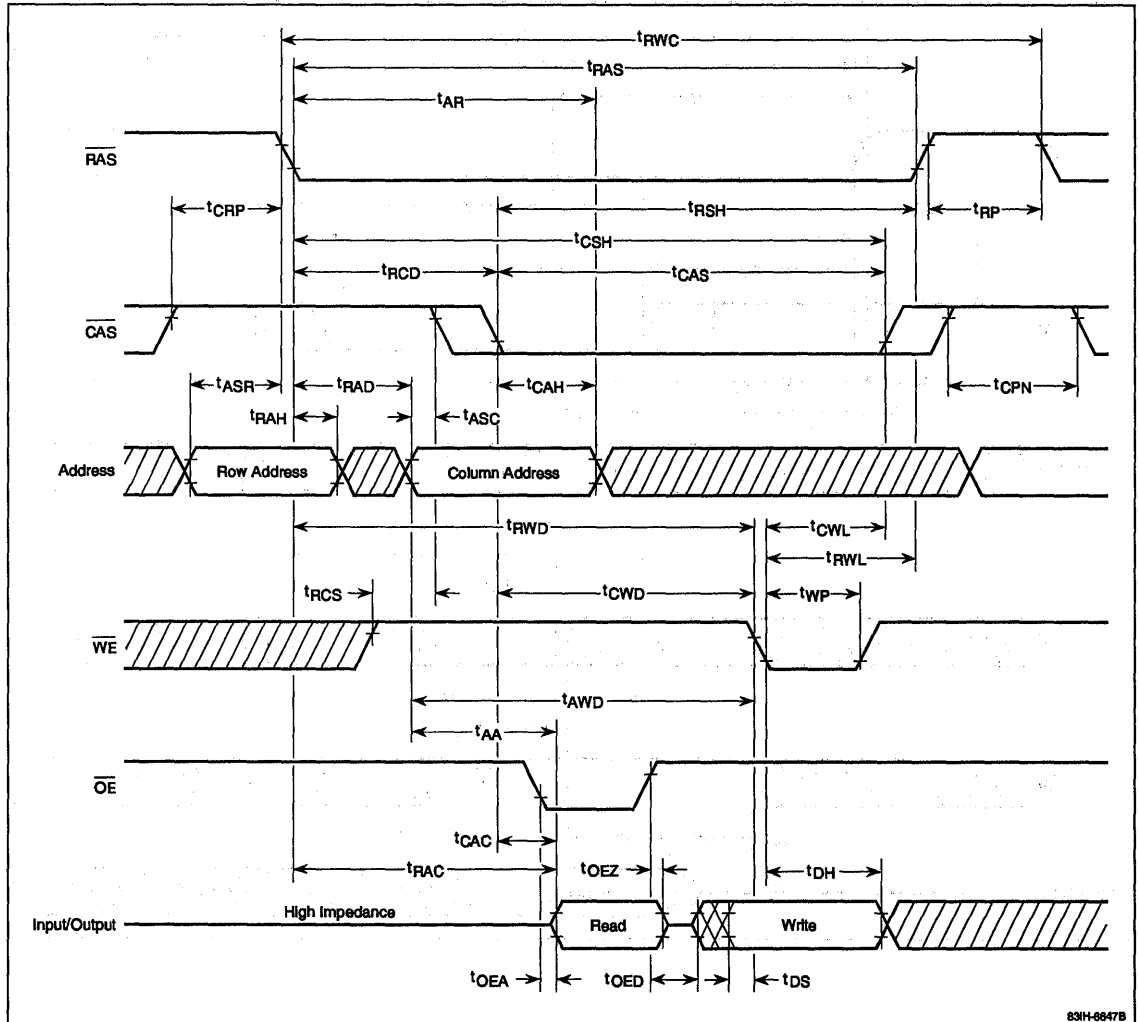 tRWC
tRAS
tAR
RAS
tCRP
tRSH
tRP
tCSH
tRCD
tCAS
CAS
tASR
tRAD
tCAH
tCPN
tRAH
tASC
Address
Row Address
Column Address
tRWD
tCWL
tRWL
tRCS
tCWD
tWP
WE
tAWD
tAA
OE
tCAC
tRAC
tOEZ
tDH
High Impedance
Input/Output
Read
Write
tOEA
tOED
tDS
83IH-6647B